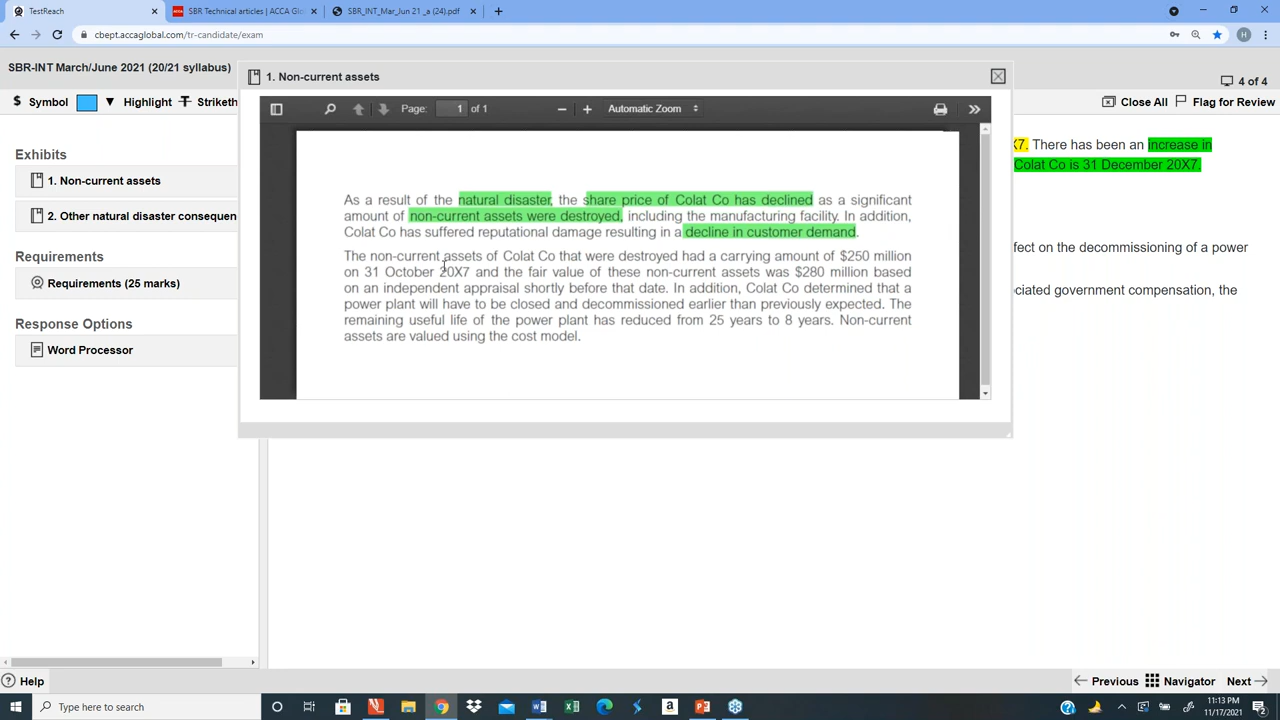 TestReach
SBR Technical articles | ACCA Glo
SBR_INT_Mar_Jun 21 _a (24).pdf
cbept.accaglobal.com/tr-candidate/exam
SBR-INT March/June 2021 (20/21 syllabus)
4 of 4
Symbol
Highlight
Striketh
Close All
Flag for Review
1. Non-current assets
Page: 1 of 1
Automatic Zoom
Exhibits
1. Non-current assets
2. Other natural disaster consequen
Requirements
Requirements (25 marks)
Response Options
Word Processor
As a result of the natural disaster, the share price of Colat Co has declined as a significant
amount of non-current assets were destroyed, including the manufacturing facility. In addition,
Colat Co has suffered reputational damage resulting in a decline in customer demand.
The non-current assets of Colat Co that were destroyed had a carrying amount of $250 million
on 31 October 20X7 and the fair value of these non-current assets was $280 million based
on an independent appraisal shortly before that date. In addition, Colat Co determined that a
power plant will have to be closed and decommissioned earlier than previously expected. The
remaining useful life of the power plant has reduced from 25 years to 8 years. Non-current
assets are valued using the cost model.
X7. There has been an increase in
Colat Co is 31 December 20X7.
fect on the decommissioning of a power
ociated government compensation, the
Help
Previous
Navigator
Next
Type here to search
11:13 PM
11/17/2021